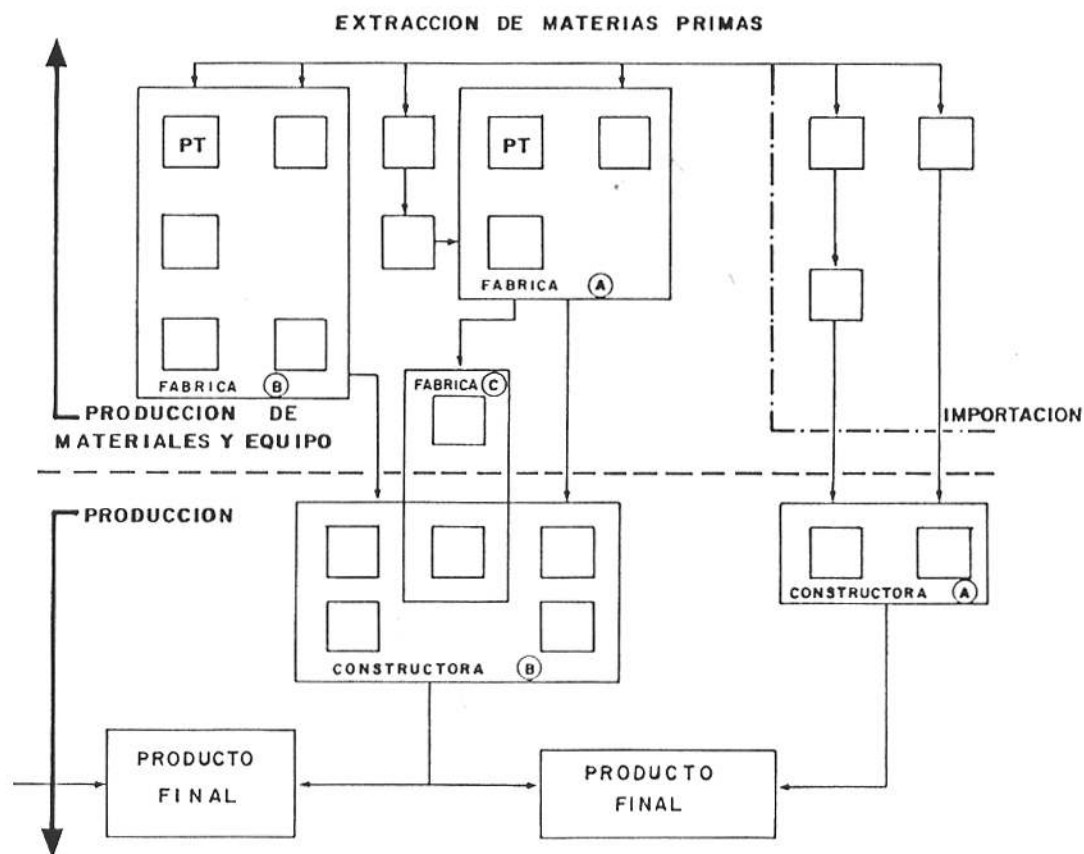 EXTRACCION DE MATERIAS PRIMAS
PT
PT
FABRICA A
FABRICA B
FABRICA C
PRODUCCION DE
MATERIALES Y EQUIPO
IMPORTACION
PRODUCCION
CONSTRUCTORA A
CONSTRUCTORA B
PRODUCTO
FINAL
PRODUCTO
FINAL